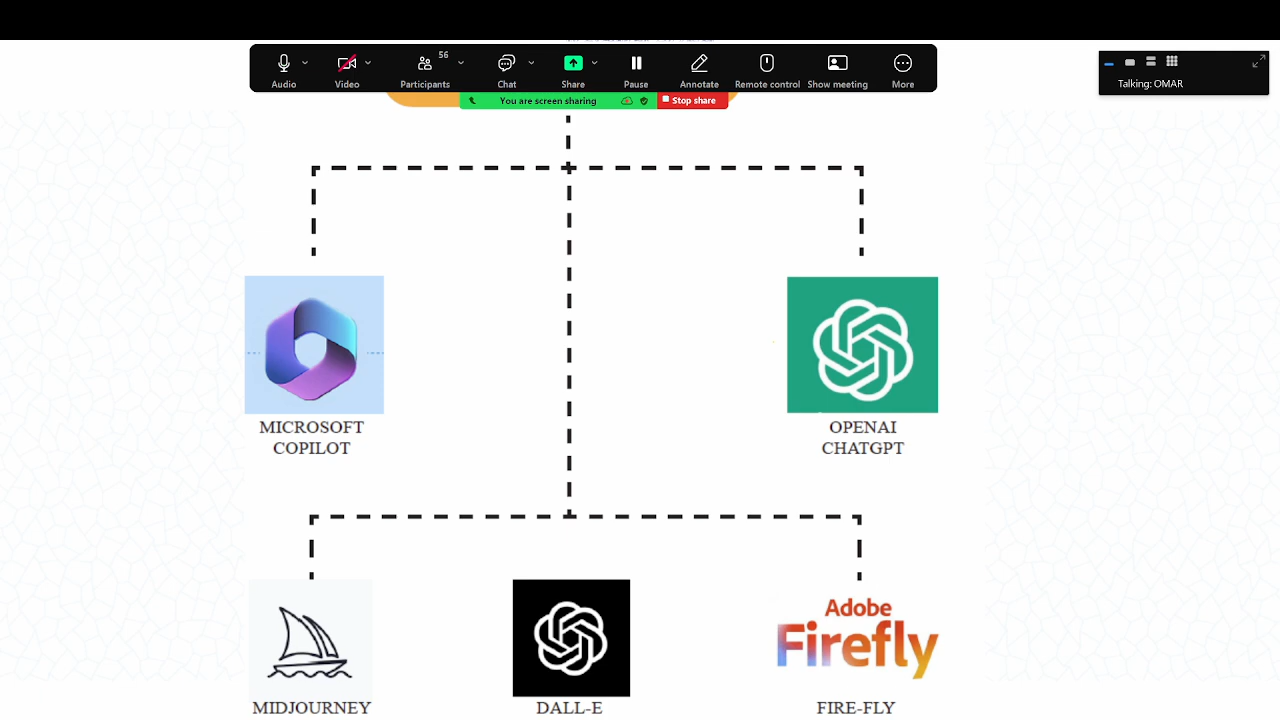 56
Audio
Video
Participants
Chat
Share
Pause
Annotate
Remote control
Show meeting
More
Talking: OMAR
You are screen sharing
Stop share
MICROSOFT
COPILOT
OPENAI
CHATGPT
Adobe
Firefly
MIDJOURNEY
DALL-E
FIRE-FLY